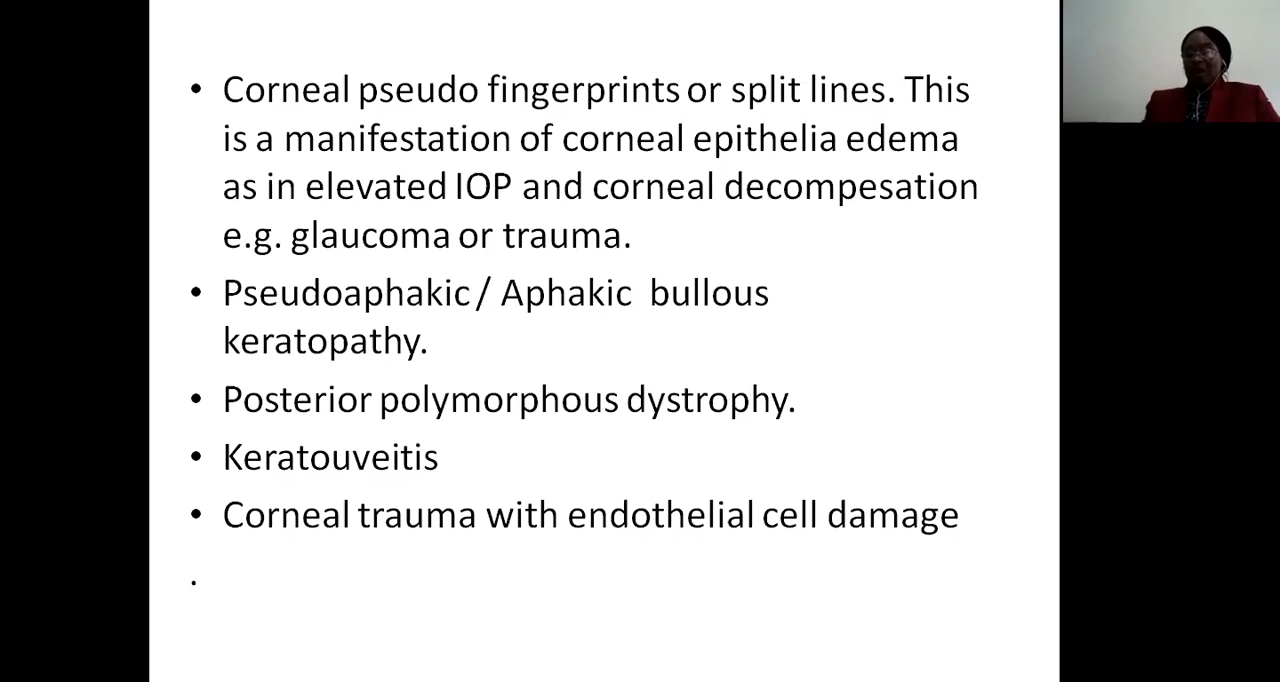 • Corneal pseudo fingerprints or split lines. This
is a manifestation of corneal epithelia edema
as in elevated IOP and corneal decompesation
e.g. glaucoma or trauma.
• Pseudoaphakic / Aphakic bullous
keratopathy.
• Posterior polymorphous dystrophy.
• Keratouveitis
• Corneal trauma with endothelial cell damage
.